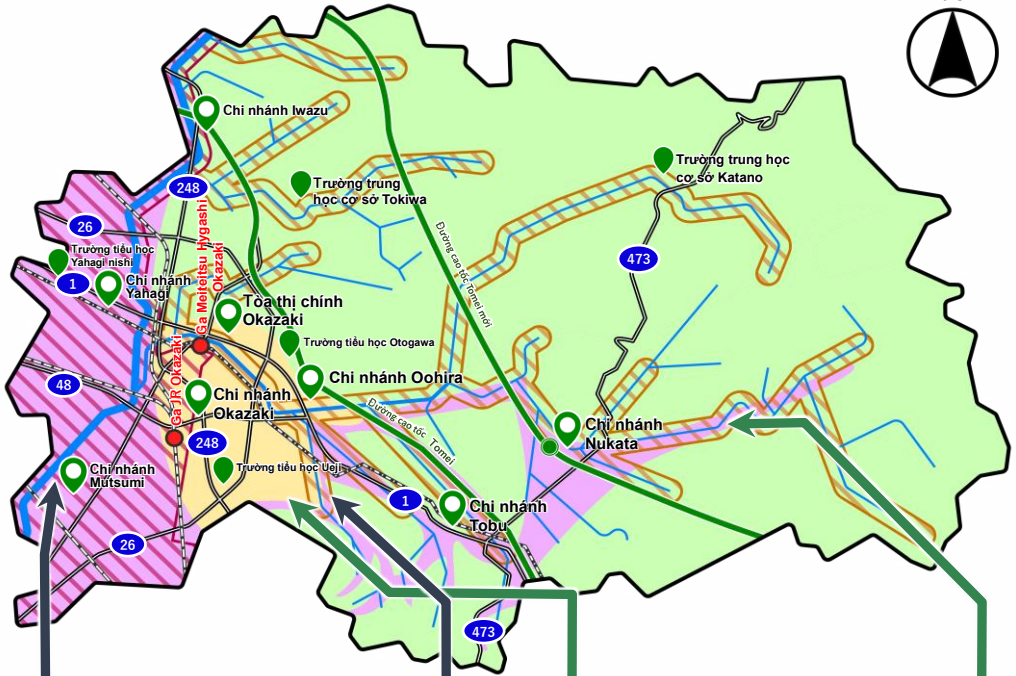 Chi nhánh Iwazu
Trường trung học
cơ sở Katano
248
Trường trung
học cơ sở Tokiwa
26
Ga Meitetsu Hygashi
Okazaki
Đường cao tốc Tomei mới
Trường tiểu học
Yahagi nishi
473
1
Chi nhánh
Yahagi
Tòa thị chính
Okazaki
Trường tiểu học Otogawa
Ga JR Okazaki
Chi nhánh Oohira
48
Chi nhánh
Okazaki
Đường cao tốc Tomei
Chi nhánh
Nukata
248
Chi nhánh
Mutsumi
Trường tiểu học Ueji
1
Chi nhánh
Tobu
26
473